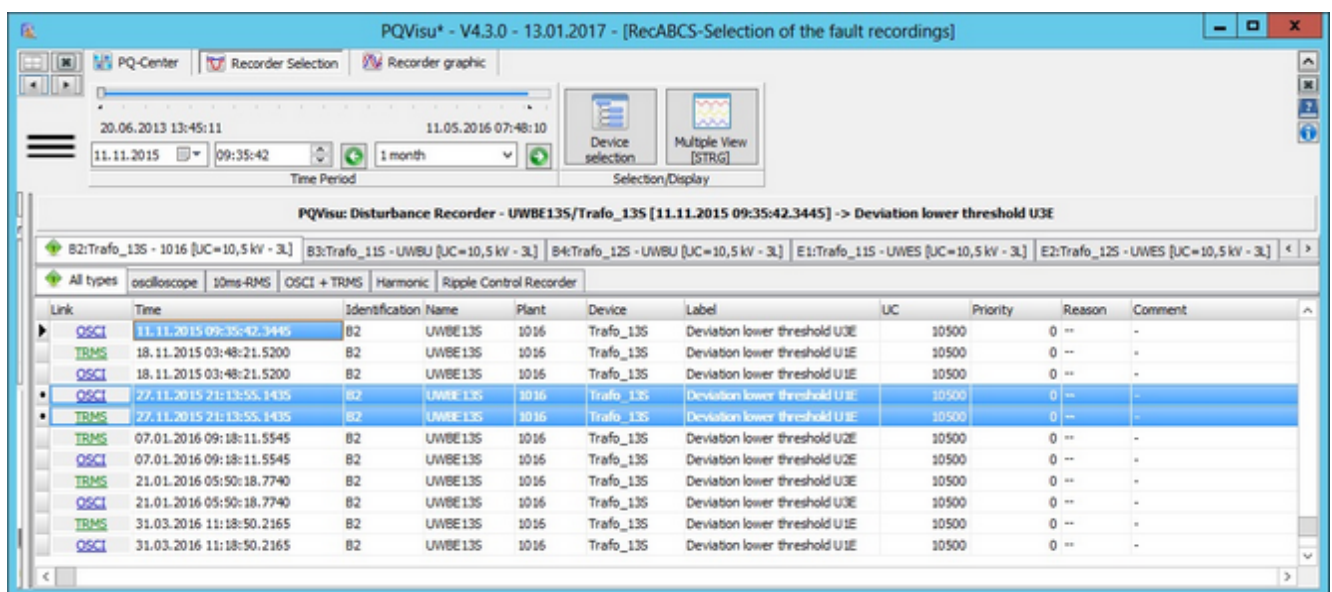 PQVisu* - V4.3.0 - 13.01.2017 - [RecABCS-Selection of the fault recordings]
PQ-Center Recorder Selection Recorder graphic
20.06.2013 13:45:11 11.05.2016 07:48:10
11.11.2015 09:35:42 1 month
Device selection
Multiple View [STRG]
Time Period Selection/Display
PQVisu: Disturbance Recorder - UWBE13S/Trafo_13S [11.11.2015 09:35:42.3445] -> Deviation lower threshold U3E
B2:Trafo_13S - 1016 [UC=10,5 kV - 3L] B3:Trafo_11S - UWBU [UC=10,5 kV - 3L] B4:Trafo_12S - UWBU [UC=10,5 kV - 3L] E1:Trafo_11S - UWES [UC=10,5 kV - 3L] E2:Trafo_12S - UWES [UC=10,5 kV - 3L]
All types oscilloscope 10ms-RMS OSCI + TRMS Harmonic Ripple Control Recorder
Link Time Identification Name Plant Device Label UC Priority Reason Comment
OSCI 11.11.2015 09:35:42.3445 B2 UWBE13S 1016 Trafo_13S Deviation lower threshold U3E 10500 0 -- -
TRMS 18.11.2015 03:48:21.5200 B2 UWBE13S 1016 Trafo_13S Deviation lower threshold U1E 10500 0 -- -
OSCI 18.11.2015 03:48:21.5200 B2 UWBE13S 1016 Trafo_13S Deviation lower threshold U1E 10500 0 -- -
OSCI 27.11.2015 21:13:55.1435 B2 UWBE13S 1016 Trafo_13S Deviation lower threshold U1E 10500 0 -- -
TRMS 27.11.2015 21:13:55.1435 B2 UWBE13S 1016 Trafo_13S Deviation lower threshold U1E 10500 0 -- -
TRMS 07.01.2016 09:18:11.5545 B2 UWBE13S 1016 Trafo_13S Deviation lower threshold U2E 10500 0 -- -
OSCI 07.01.2016 09:18:11.5545 B2 UWBE13S 1016 Trafo_13S Deviation lower threshold U2E 10500 0 -- -
TRMS 21.01.2016 05:50:18.7740 B2 UWBE13S 1016 Trafo_13S Deviation lower threshold U3E 10500 0 -- -
OSCI 21.01.2016 05:50:18.7740 B2 UWBE13S 1016 Trafo_13S Deviation lower threshold U3E 10500 0 -- -
TRMS 31.03.2016 11:18:50.2165 B2 UWBE13S 1016 Trafo_13S Deviation lower threshold U1E 10500 0 -- -
OSCI 31.03.2016 11:18:50.2165 B2 UWBE13S 1016 Trafo_13S Deviation lower threshold U1E 10500 0 -- -